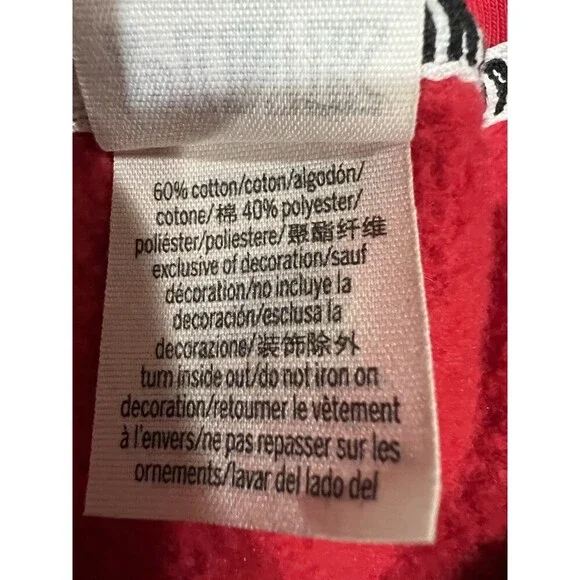 60% cotton/coton/algodón/
cotone/棉 40% polyester/
poliéster/poliestere/聚酯纤维
exclusive of decoration/sauf
décoration/no incluye la
decoración/esclusa la
decorazione/装饰除外
turn inside out/do not iron on
decoration/retourner le vêtement
à l'envers/ne pas repasser sur les
ornements/lavar del lado del